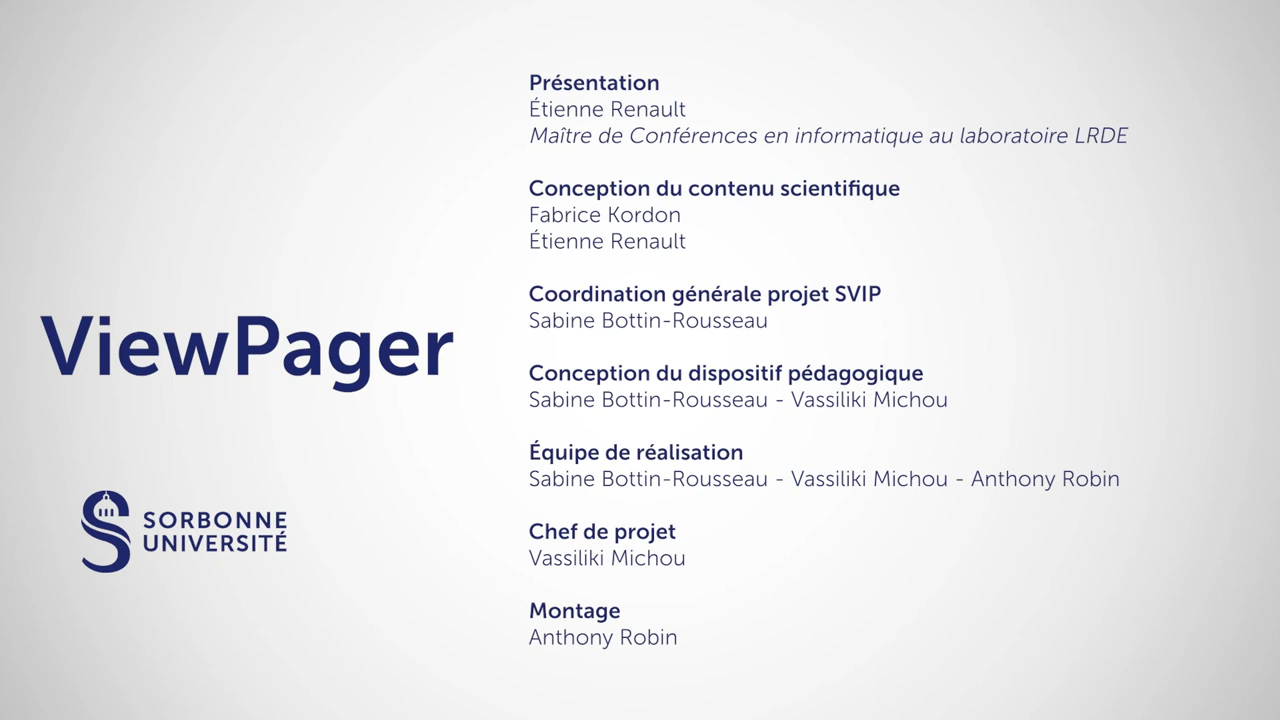 ViewPager
SORBONNE
UNIVERSITÉ
Présentation
Étienne Renault
Maître de Conférences en informatique au laboratoire LRDE
Conception du contenu scientifique
Fabrice Kordon
Étienne Renault
Coordination générale projet SVIP
Sabine Bottin-Rousseau
Conception du dispositif pédagogique
Sabine Bottin-Rousseau - Vassiliki Michou
Équipe de réalisation
Sabine Bottin-Rousseau - Vassiliki Michou - Anthony Robin
Chef de projet
Vassiliki Michou
Montage
Anthony Robin